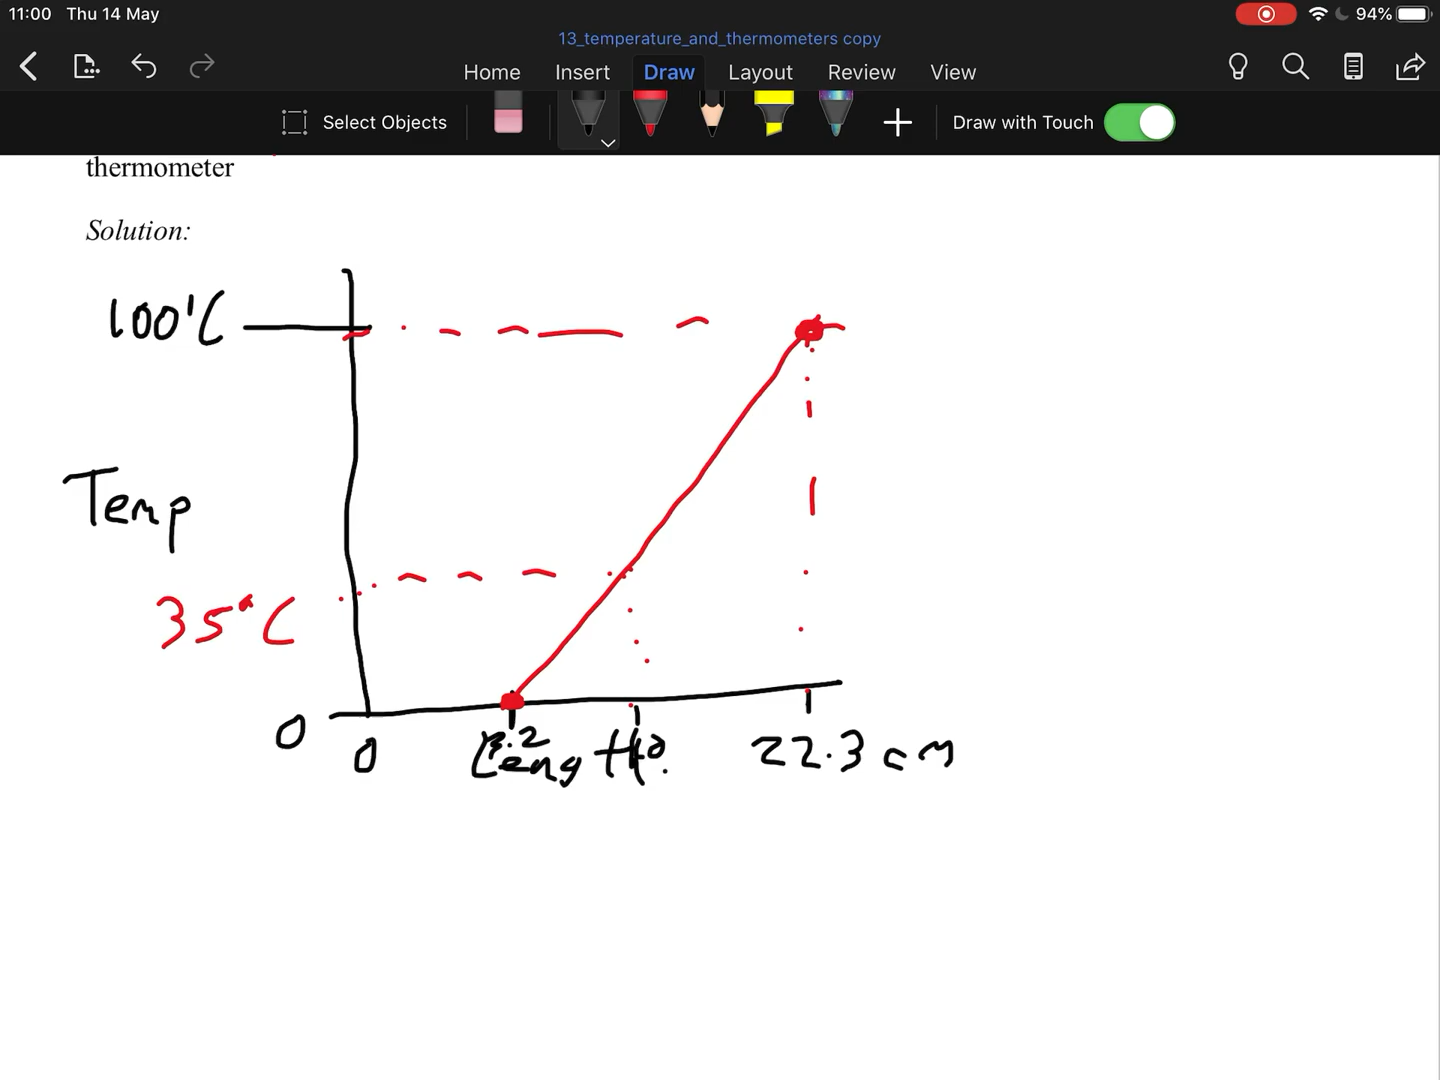 11:00 Thu 14 May 94%
13_temperature_and_thermometers copy
Home Insert Draw Layout Review View
Select Objects Draw with Touch
thermometer
Solution:
100°C
Temp
35°C
0
0 Length 22.3 cm